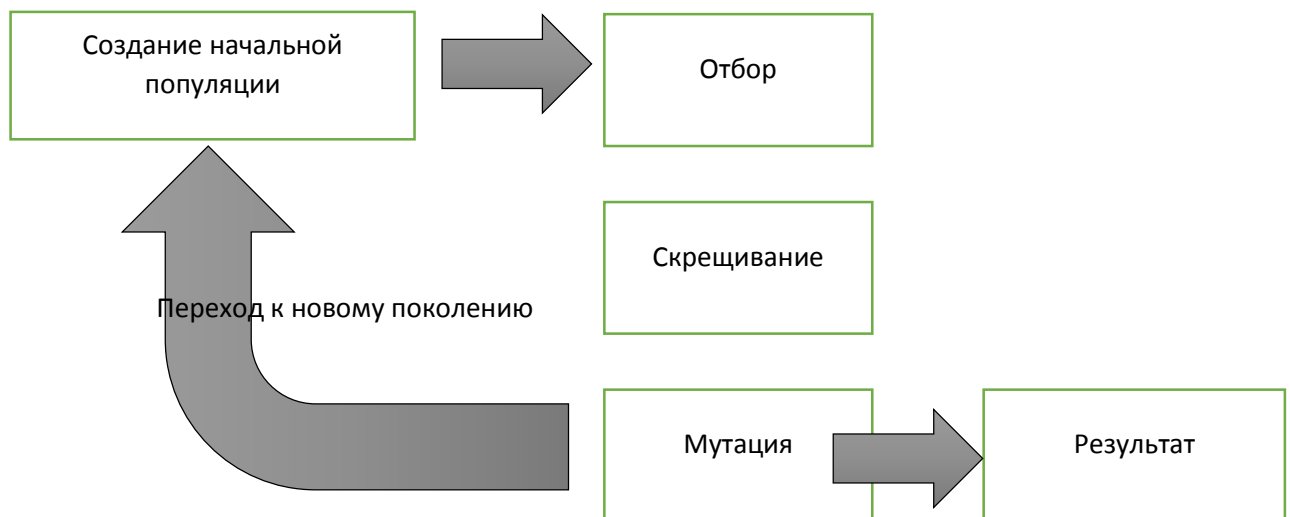 Создание начальной
популяции
Отбор
Скрещивание
Переход к новому поколению
Мутация
Результат